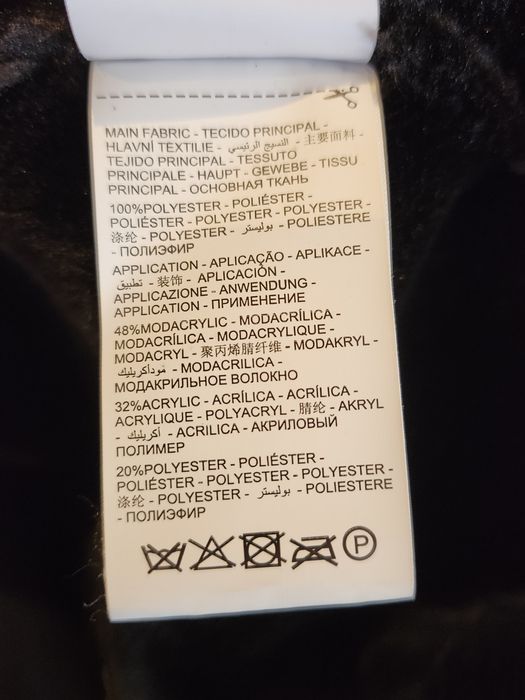 MAIN FABRIC - TECIDO PRINCIPAL -
HLAVNÍ TEXTILIE - النسيج الرئيسي - 主要面料 -
TEJIDO PRINCIPAL - TESSUTO
PRINCIPALE - HAUPT - GEWEBE - TISSU
PRINCIPAL - ОСНОВНАЯ ТКАНЬ
100%POLYESTER - POLIÉSTER -
POLIÉSTER - POLYESTER - POLYESTER -
涤纶 - POLYESTER - بوليستر - POLIESTERE
- ПОЛИЭФИР
APPLICATION - APLICAÇÃO - APLIKACE -
تطبيق - 装饰 - APLICACIÓN -
APPLICAZIONE - ANWENDUNG -
APPLICATION - ПРИМЕНЕНИЕ
48%MODACRYLIC - MODACRÍLICA -
MODACRÍLICA - MODACRYLIQUE -
MODACRYL - 聚丙烯腈纤维 - MODAKRYL -
مُوداكريليك - MODACRILICA -
МОДАКРИЛЬНОЕ ВОЛОКНО
32%ACRYLIC - ACRÍLICA - ACRÍLICA -
ACRYLIQUE - POLYACRYL - 腈纶 - AKRYL
- أكريليك - ACRILICA - АКРИЛОВЫЙ
ПОЛИМЕР
20%POLYESTER - POLIÉSTER -
POLIÉSTER - POLYESTER - POLYESTER -
涤纶 - POLYESTER - بوليستر - POLIESTERE
- ПОЛИЭФИР
P